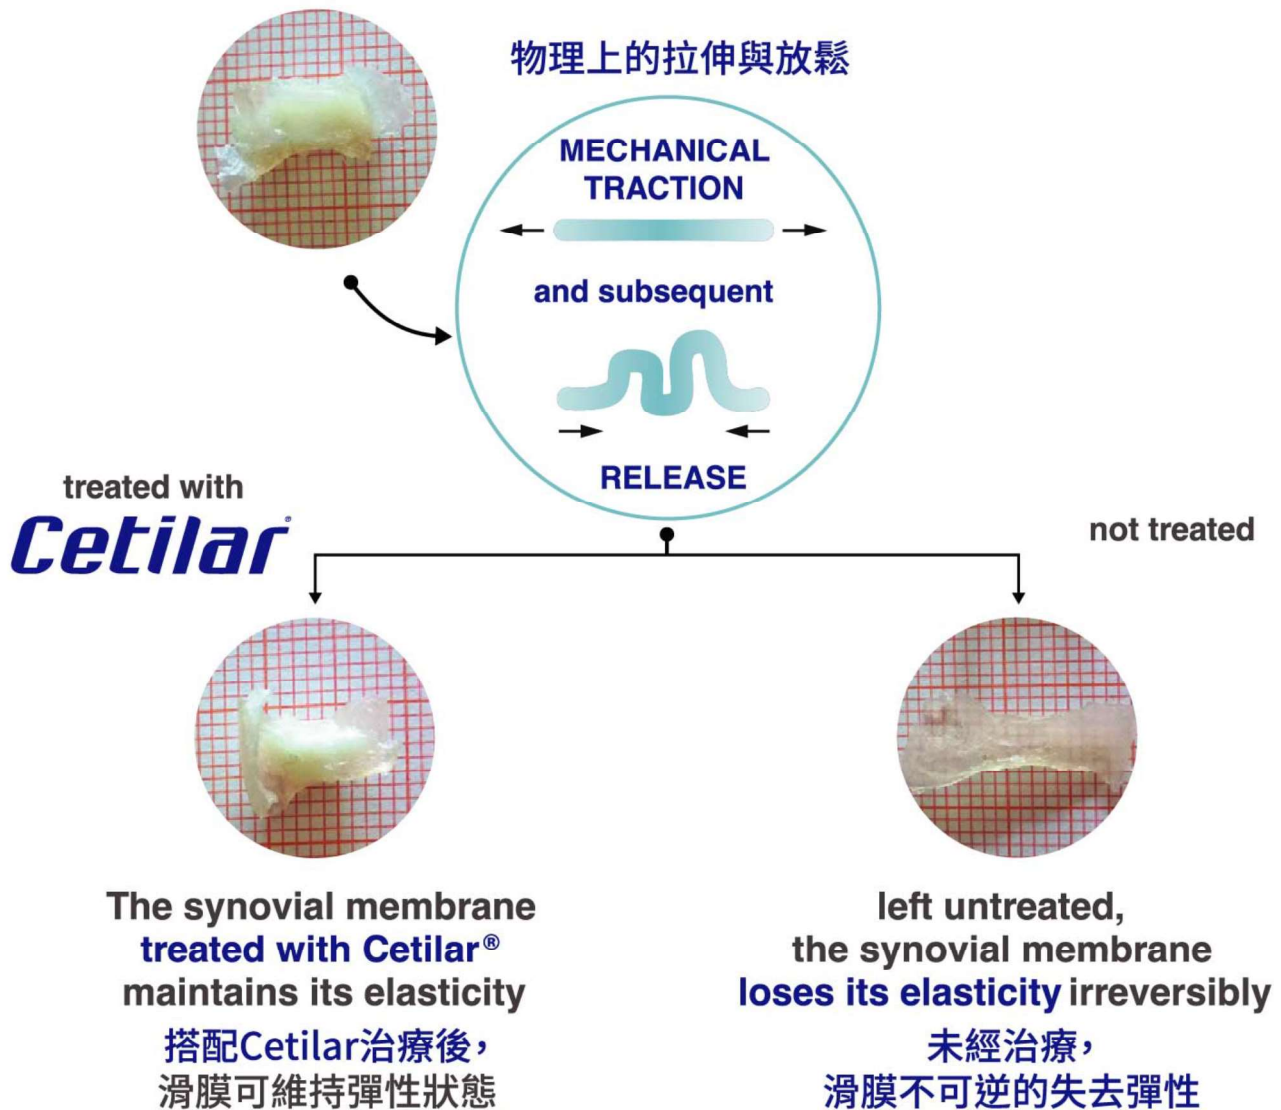 物理上的拉伸與放鬆
MECHANICAL
TRACTION
and subsequent
RELEASE
treated with
Cetilar®
not treated
The synovial membrane
treated with Cetilar®
maintains its elasticity
搭配Cetilar治療後，
滑膜可維持彈性狀態
left untreated,
the synovial membrane
loses its elasticity irreversibly
未經治療，
滑膜不可逆的失去彈性